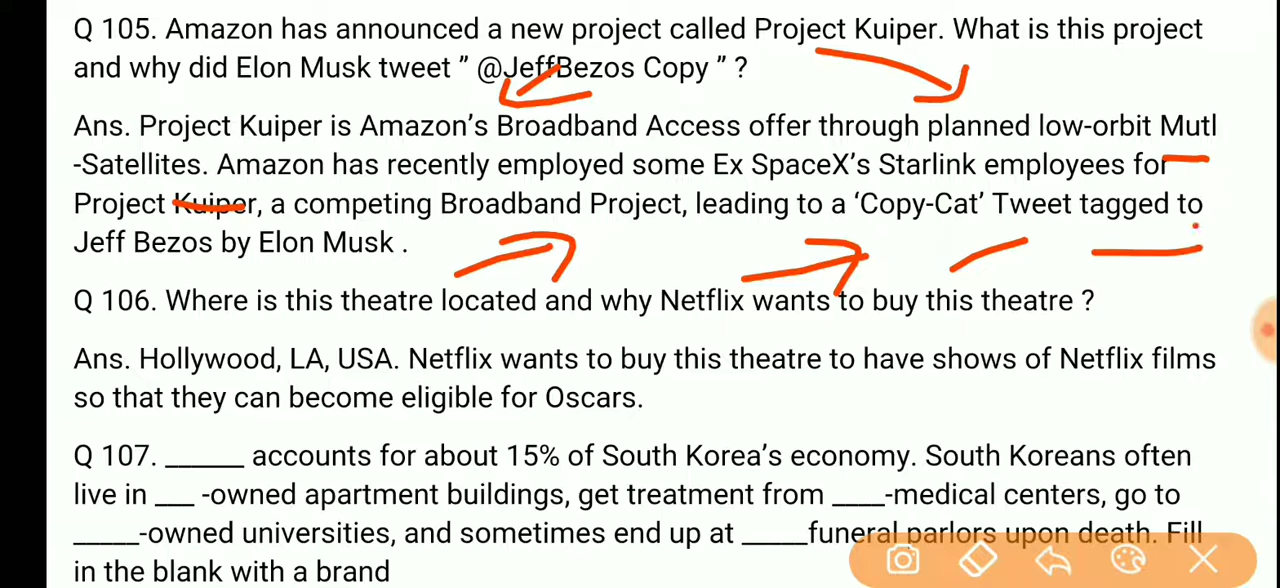 Q 105. Amazon has announced a new project called Project Kuiper. What is this project
and why did Elon Musk tweet ” @JeffBezos Copy ” ?
Ans. Project Kuiper is Amazon’s Broadband Access offer through planned low-orbit Mutl
-Satellites. Amazon has recently employed some Ex SpaceX’s Starlink employees for
Project Kuiper, a competing Broadband Project, leading to a ‘Copy-Cat’ Tweet tagged to
Jeff Bezos by Elon Musk .
Q 106. Where is this theatre located and why Netflix wants to buy this theatre ?
Ans. Hollywood, LA, USA. Netflix wants to buy this theatre to have shows of Netflix films
so that they can become eligible for Oscars.
Q 107. ______ accounts for about 15% of South Korea’s economy. South Koreans often
live in ___ -owned apartment buildings, get treatment from ____-medical centers, go to
_____-owned universities, and sometimes end up at _____funeral parlors upon death. Fill
in the blank with a brand